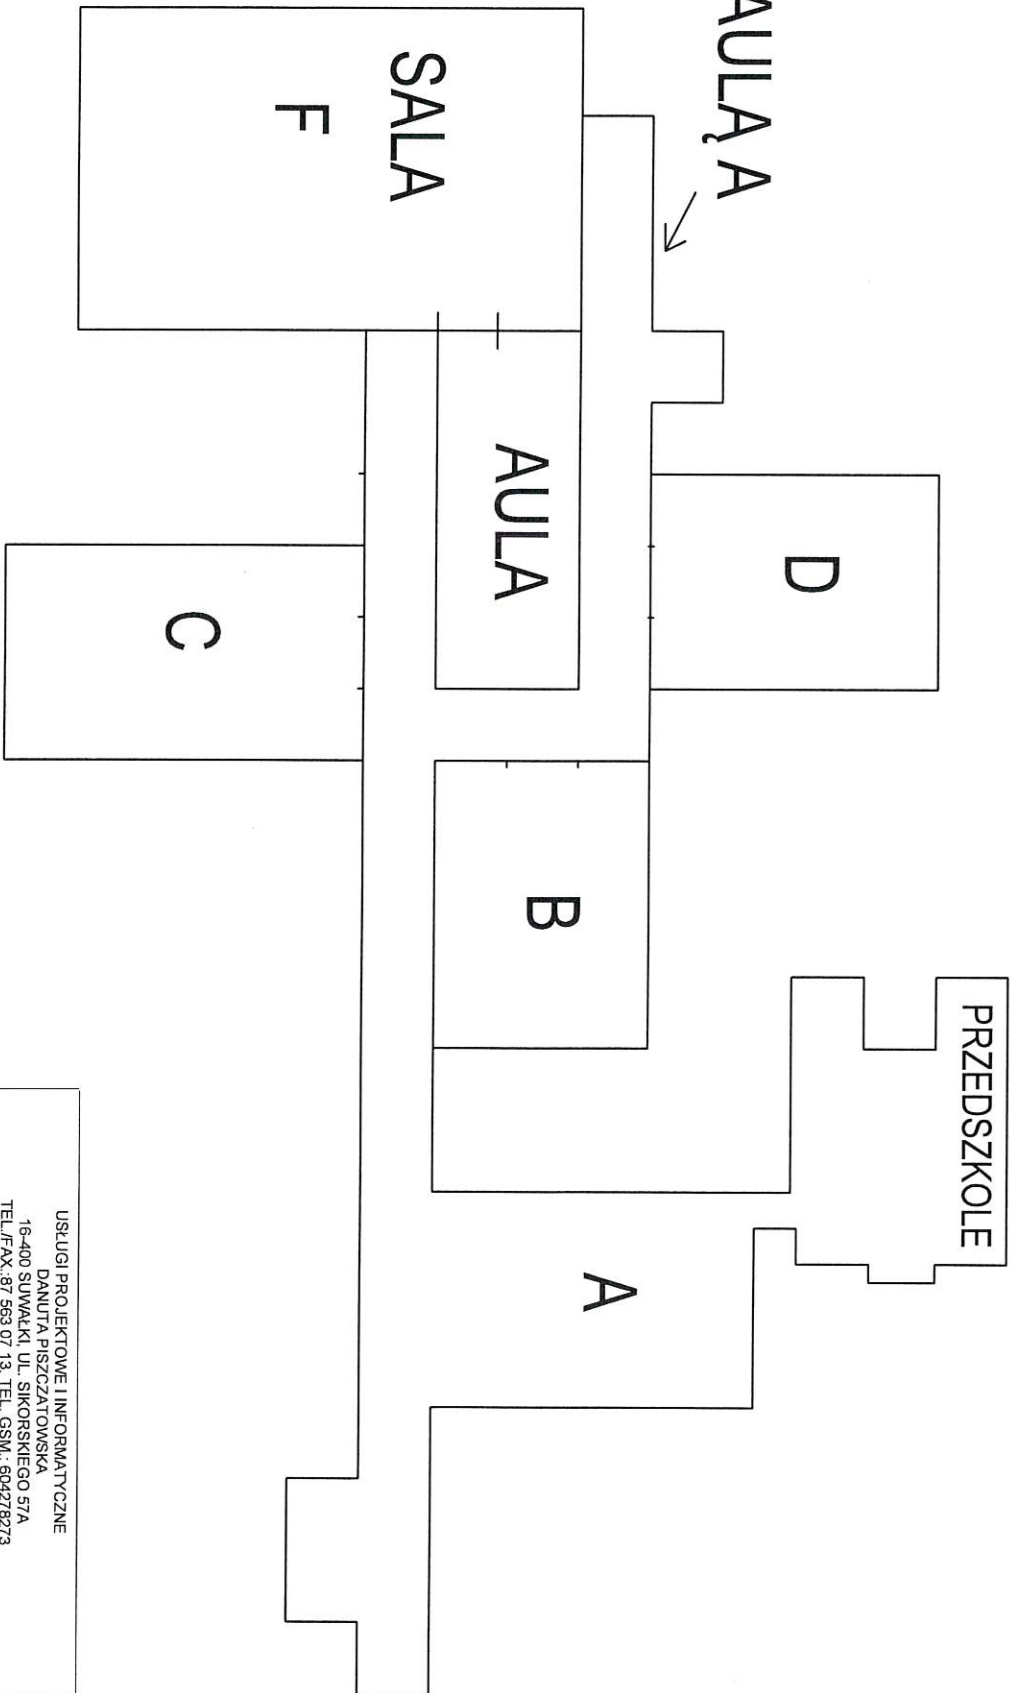 AULĄ A
SALA
F
AULA
D
C
B
PRZEDSZKOLE
A
USŁUGI PROJEKTOWE I INFORMATYCZNE
DANUTA PISZCZATOWSKA
16-400 SUWAŁKI, UL. SIKORSKIEGO 57A
TEL./FAX.:87 563 07 13, TEL. GSM.: 604278273